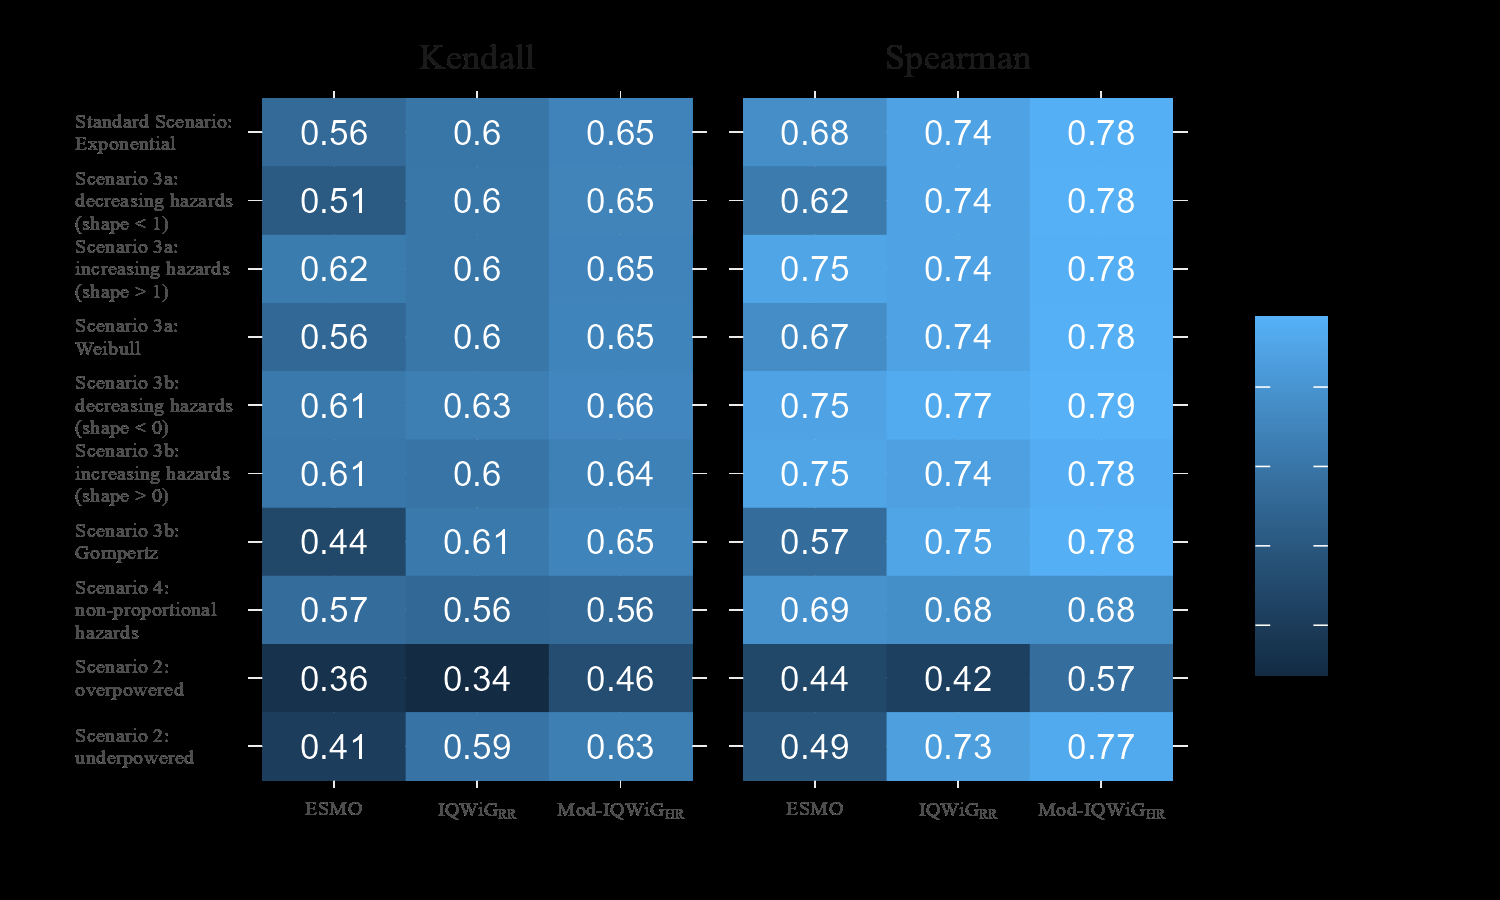 Kendall Spearman
Standard Scenario:
Exponential
0.56 0.6 0.65 0.68 0.74 0.78
Scenario 3a:
decreasing hazards
(shape < 1)
0.51 0.6 0.65 0.62 0.74 0.78
Scenario 3a:
increasing hazards
(shape > 1)
0.62 0.6 0.65 0.75 0.74 0.78
Scenario 3a:
Weibull
0.56 0.6 0.65 0.67 0.74 0.78
Scenario 3b:
decreasing hazards
(shape < 0)
0.61 0.63 0.66 0.75 0.77 0.79
Scenario 3b:
increasing hazards
(shape > 0)
0.61 0.6 0.64 0.75 0.74 0.78
Scenario 3b:
Gompertz
0.44 0.61 0.65 0.57 0.75 0.78
Scenario 4:
non-proportional
hazards
0.57 0.56 0.56 0.69 0.68 0.68
Scenario 2:
overpowered
0.36 0.34 0.46 0.44 0.42 0.57
Scenario 2:
underpowered
0.41 0.59 0.63 0.49 0.73 0.77
ESMO IQWiGRR Mod-IQWiGHR ESMO IQWiGRR Mod-IQWiGHR